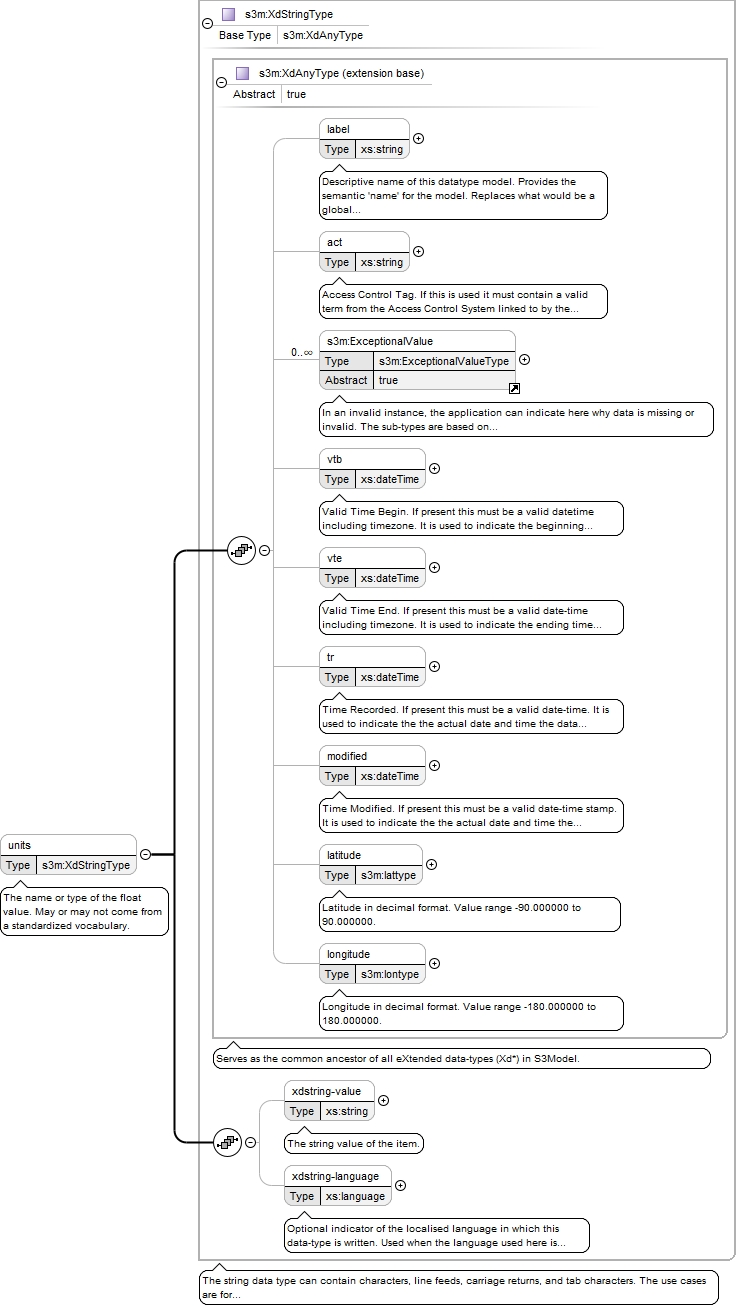 s3m:XdStringType
Base Type s3m:XdAnyType
s3m:XdAnyType (extension base)
Abstract true
label
Type xs:string
Descriptive name of this datatype model. Provides the
semantic 'name' for the model. Replaces what would be a
global...
act
Type xs:string
Access Control Tag. If this is used it must contain a valid
term from the Access Control System linked to by the...
0..∞
s3m:ExceptionalValue
Type s3m:ExceptionalValueType
Abstract true
In an invalid instance, the application can indicate here why data is missing or
invalid. The sub-types are based on...
vtb
Type xs:dateTime
Valid Time Begin. If present this must be a valid datetime
including timezone. It is used to indicate the beginning...
vte
Type xs:dateTime
Valid Time End. If present this must be a valid date-time
including timezone. It is used to indicate the ending time...
tr
Type xs:dateTime
Time Recorded. If present this must be a valid date-time. It is
used to indicate the the actual date and time the data...
modified
Type xs:dateTime
Time Modified. If present this must be a valid date-time stamp.
It is used to indicate the the actual date and time the...
latitude
Type s3m:lattype
Latitude in decimal format. Value range -90.000000 to
90.000000.
longitude
Type s3m:lontype
Longitude in decimal format. Value range -180.000000 to
180.000000.
Serves as the common ancestor of all eXtended data-types (Xd*) in S3Model.
units
Type s3m:XdStringType
The name or type of the float
value. May or may not come from
a standardized vocabulary.
xdstring-value
Type xs:string
The string value of the item.
xdstring-language
Type xs:language
Optional indicator of the localised language in which this
data-type is written. Used when the language used here is...
The string data type can contain characters, line feeds, carriage returns, and tab characters. The use cases
are for...